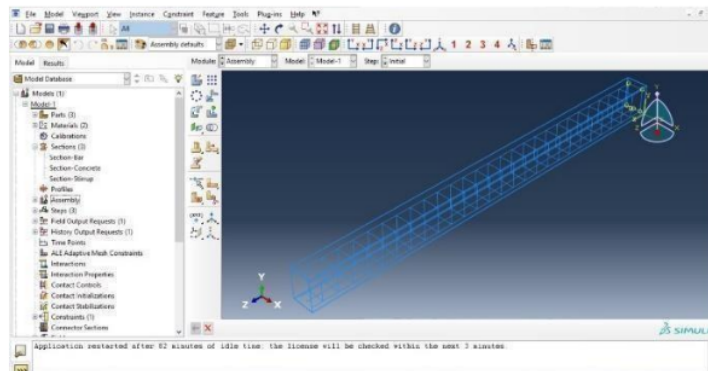 File Model Viewport View Instance Constraint Feature Tools Plug-ins Help
All
Assembly defaults
1 2 3 4
Model Results
Module: Assembly Model: Model-1 Step: Initial
Model Database
Models (1)
Model-1
Parts (3)
Materials (2)
Calibrations
Sections (3)
Section-Bar
Section-Concrete
Section-Stirrup
Profiles
Assembly
Steps (3)
Field Output Requests (1)
History Output Requests (1)
Time Points
ALE Adaptive Mesh Constraints
Interactions
Interaction Properties
Contact Controls
Contact Initializations
Contact Stabilizations
Constraints (1)
Connector Sections
Y
Z X
SIMULI
Application restarted after 82 minutes of idle time; the license will be checked within the next 3 minutes.